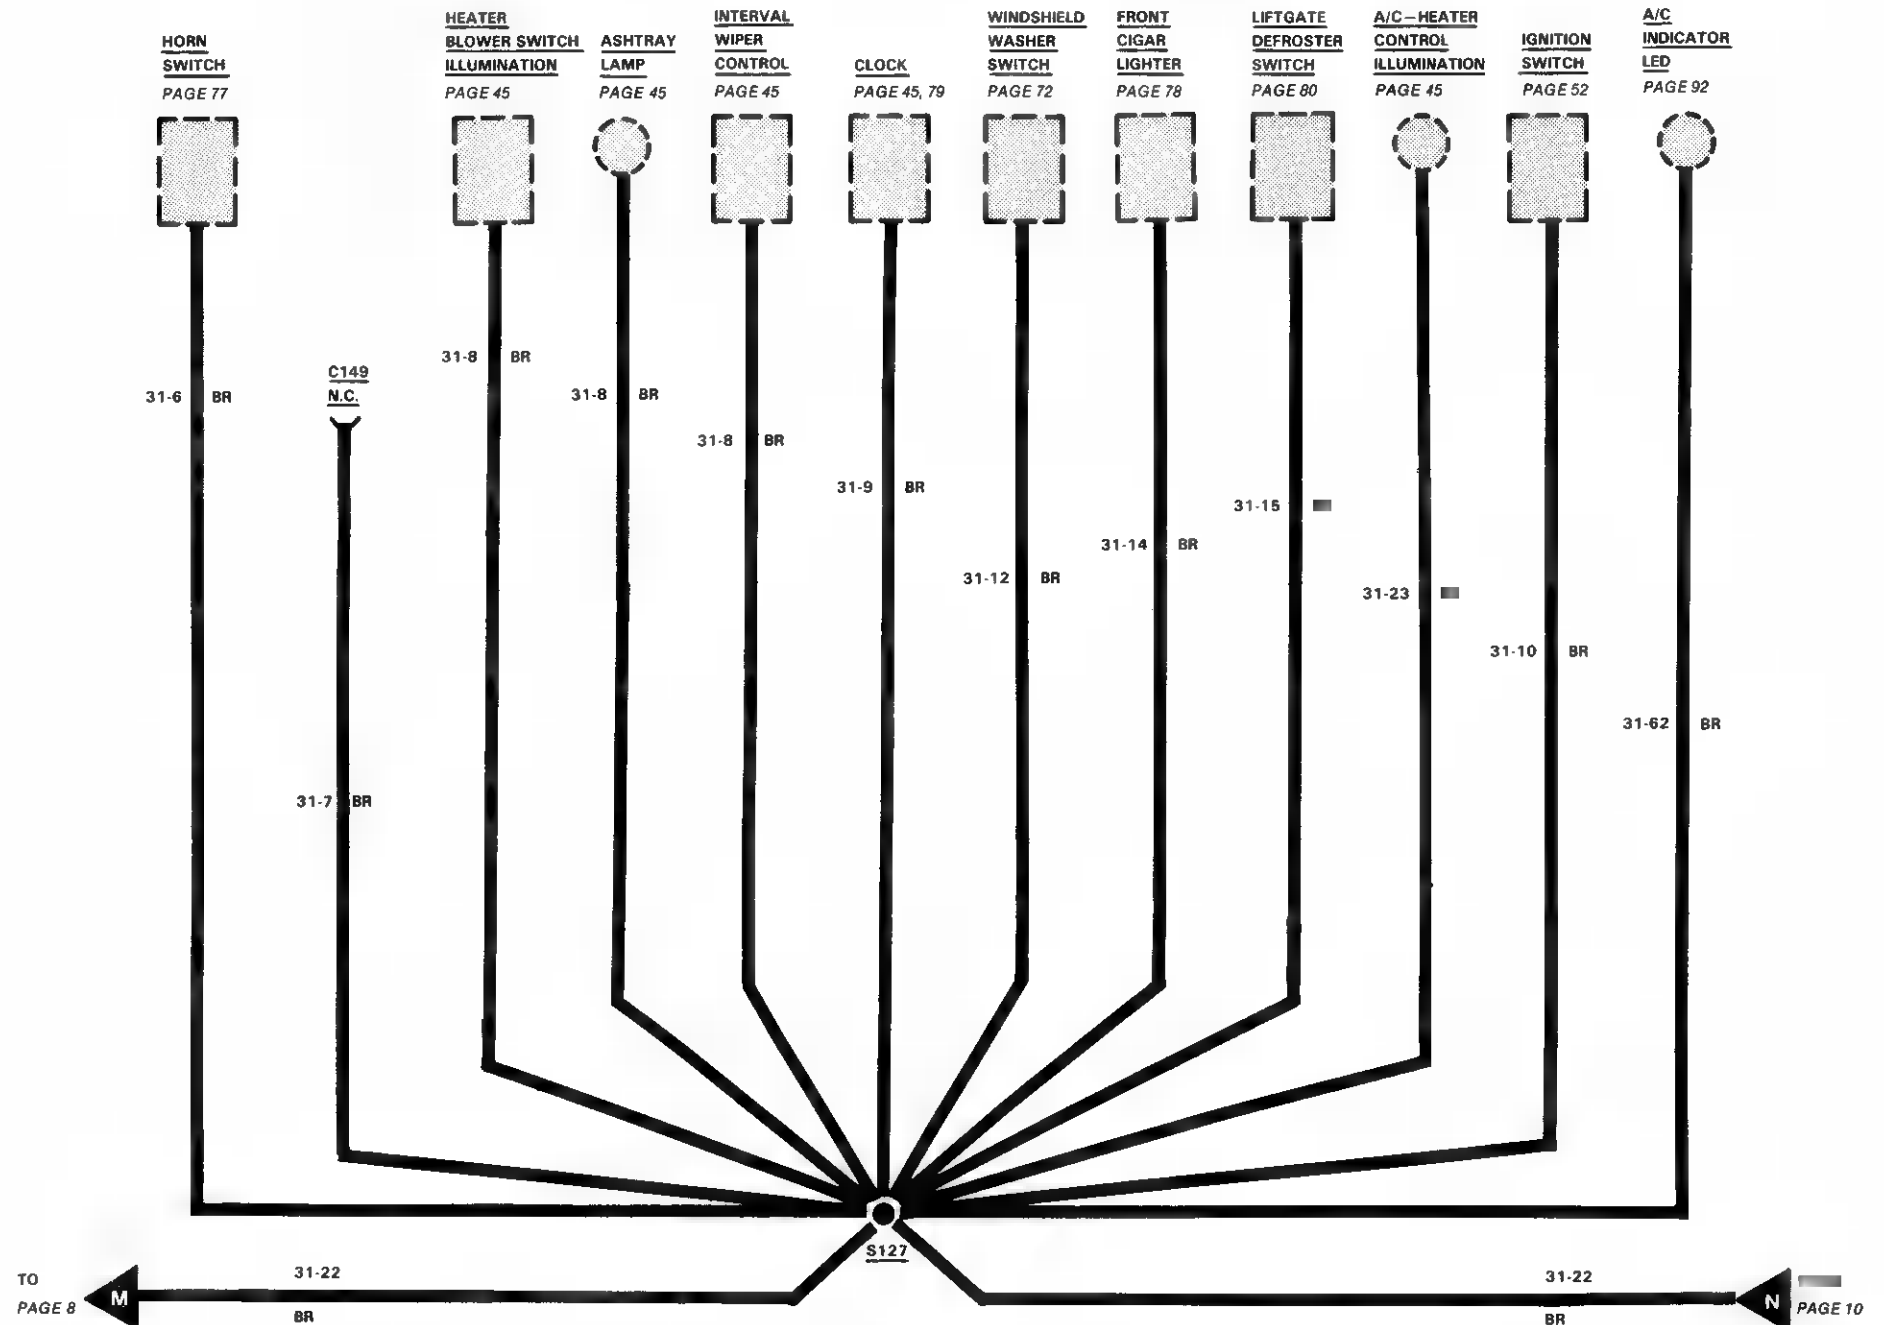 HORN
SWITCH
PAGE 77
HEATER
BLOWER SWITCH
ILLUMINATION
PAGE 45
ASHTRAY
LAMP
PAGE 45
INTERVAL
WIPER
CONTROL
PAGE 45
CLOCK
PAGE 45, 79
WINDSHIELD
WASHER
SWITCH
PAGE 72
FRONT
CIGAR
LIGHTER
PAGE 78
LIFTGATE
DEFROSTER
SWITCH
PAGE 80
A/C-HEATER
CONTROL
ILLUMINATION
PAGE 45
IGNITION
SWITCH
PAGE 52
A/C
INDICATOR
LED
PAGE 92
31-6 BR
C149
N.C.
31-7 BR
31-8 BR
31-8 BR
31-8 BR
31-9 BR
31-12 BR
31-14 BR
31-15
31-23
31-10 BR
31-62 BR
S127
TO
PAGE 8
M
31-22
BR
31-22
BR
N
PAGE 10